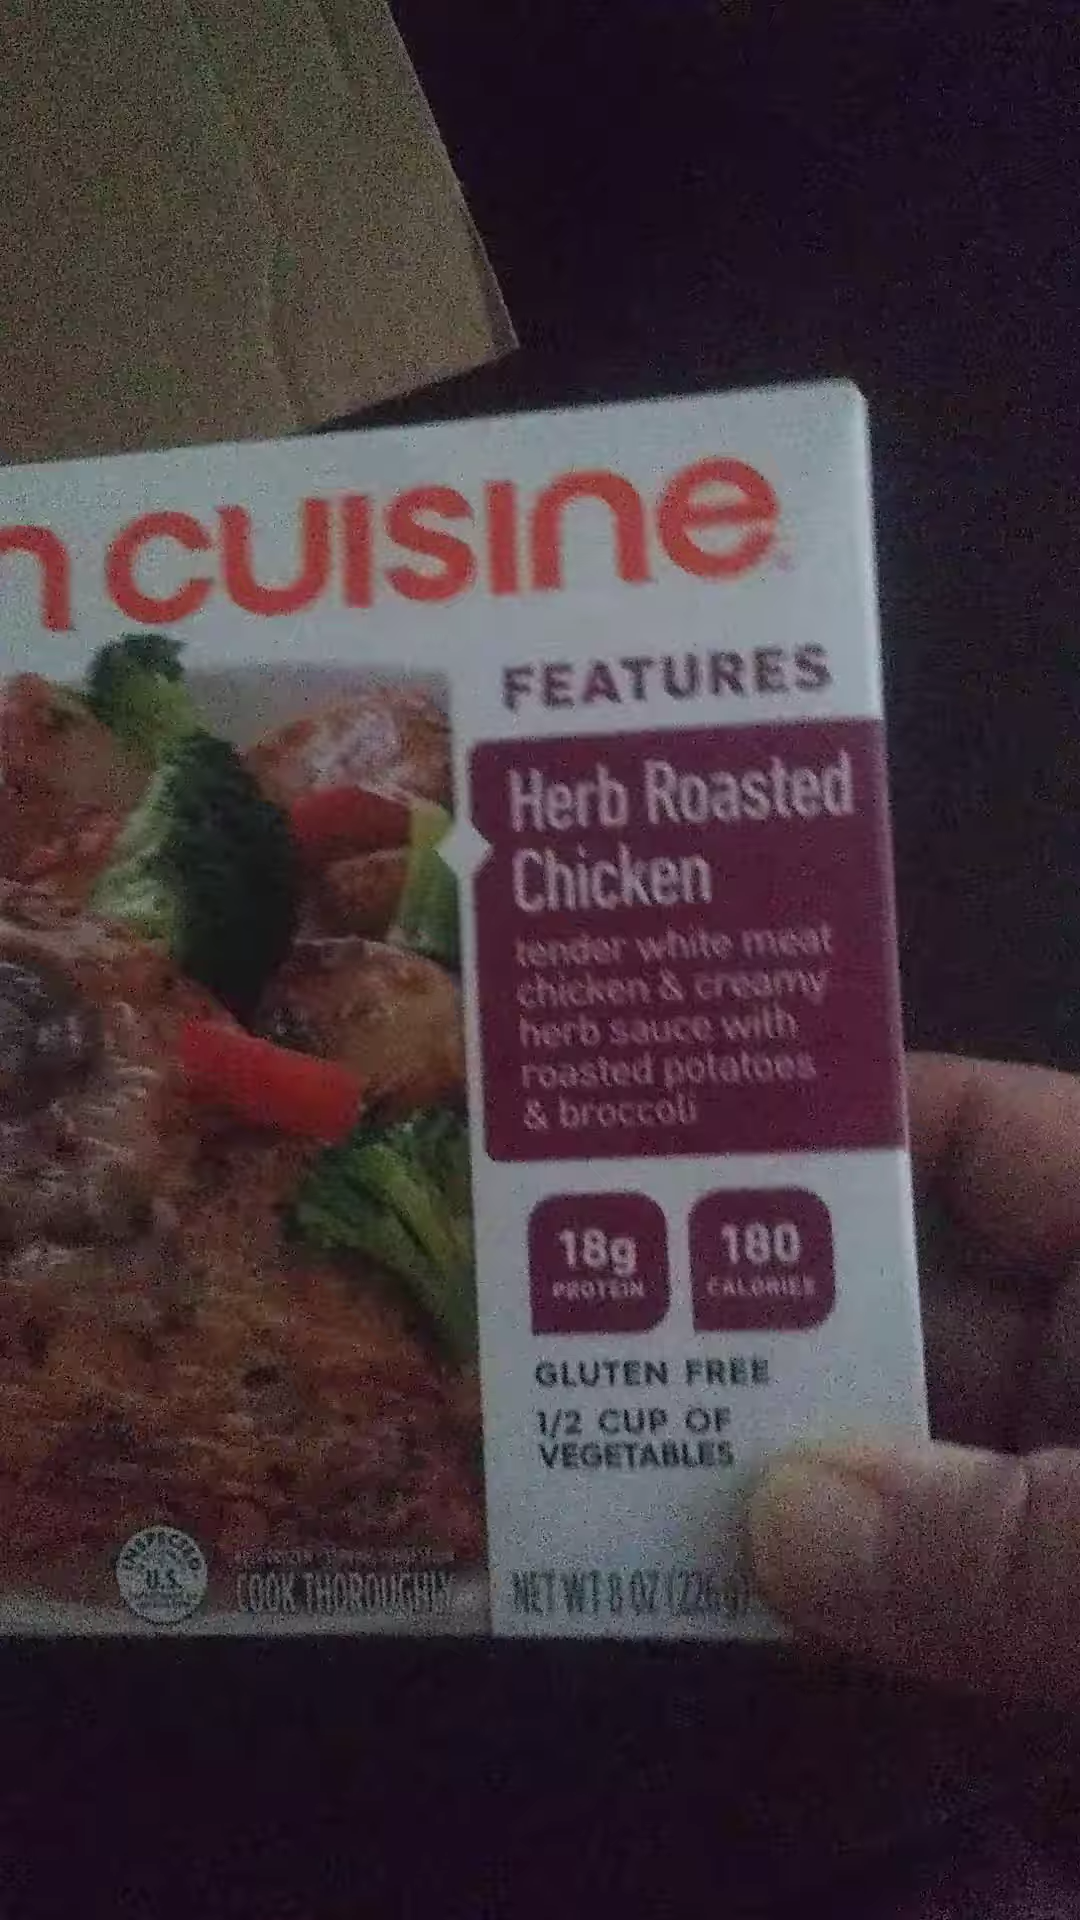 n cuisine
FEATURES
Herb Roasted
Chicken
tender white meat
chicken & creamy
herb sauce with
roasted potatoes
& broccoli
18g
PROTEIN
180
CALORIES
GLUTEN FREE
1/2 CUP OF
VEGETABLES
INSPECTED
U.S.
COOK THOROUGHLY
NET WT 8 OZ (226 g)